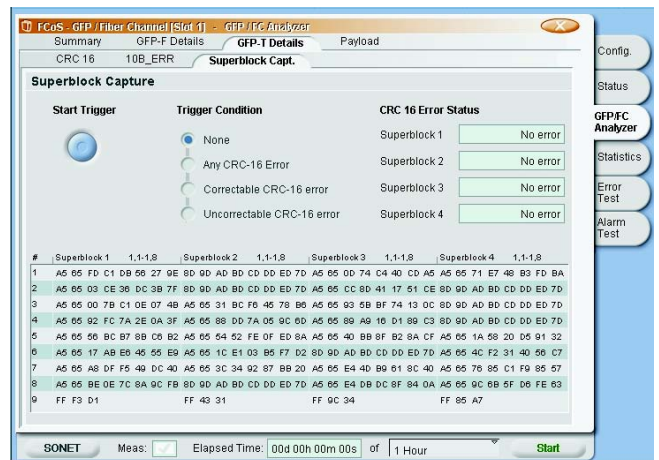 FCoS - GFP / Fiber Channel [Slot 1] - GFP / FC Analyzer
Summary GFP-F Details GFP-T Details Payload
CRC 16 10B_ERR Superblock Capt.
Superblock Capture
Start Trigger Trigger Condition CRC 16 Error Status
None
Any CRC-16 Error
Correctable CRC-16 error
Uncorrectable CRC-16 error
Superblock 1 No error
Superblock 2 No error
Superblock 3 No error
Superblock 4 No error
# Superblock 1 1,1-1,8 Superblock 2 1,1-1,8 Superblock 3 1,1-1,8 Superblock 4 1,1-1,8
1 A5 65 FD C1 DB 56 27 9E 8D 9D AD BD CD DD ED 7D A5 65 0D 74 C4 40 CD A5 A5 65 71 E7 48 B3 FD BA
2 A5 65 03 CE 36 DC 3B 7F 8D 9D AD BD CD DD ED 7D A5 65 CC 8D 41 17 51 CE 8D 9D AD BD CD DD ED 7D
3 A5 65 00 7B C1 0E 07 4B A5 65 31 BC F6 45 78 B6 A5 65 93 5B BF 74 13 0C 8D 9D AD BD CD DD ED 7D
4 A5 65 92 FC 7A 2E 0A 3F A5 65 88 DD 7A 05 9C 6D A5 65 89 A9 16 D1 89 C3 8D 9D AD BD CD DD ED 7D
5 A5 65 56 BC B7 8B C6 B2 A5 65 54 52 FE 0F ED 8A A5 65 40 BB 8F B2 8A CF A5 65 1A 58 20 D5 91 32
6 A5 65 17 AB E6 45 55 E9 A5 65 1C E1 03 B5 F7 D2 8D 9D AD BD CD DD ED 7D A5 65 4C F2 31 40 56 C7
7 A5 65 A8 DF F5 49 DC 40 A5 65 3C 34 92 87 BB 20 A5 65 E4 4D B9 61 8C 40 A5 65 76 85 C1 F9 85 57
8 A5 65 BE 0E 7C 8A 9C FB 8D 9D AD BD CD DD ED 7D A5 65 E4 DB DC 8F 84 0A A5 65 9C 6B 5F D6 FE 63
9 FF F3 D1 FF 43 31 FF 9C 34 FF 85 A7
SONET Meas: Elapsed Time: 00d 00h 00m 00s of 1 Hour Start
Config.
Status
GFP/FC
Analyzer
Statistics
Error
Test
Alarm
Test